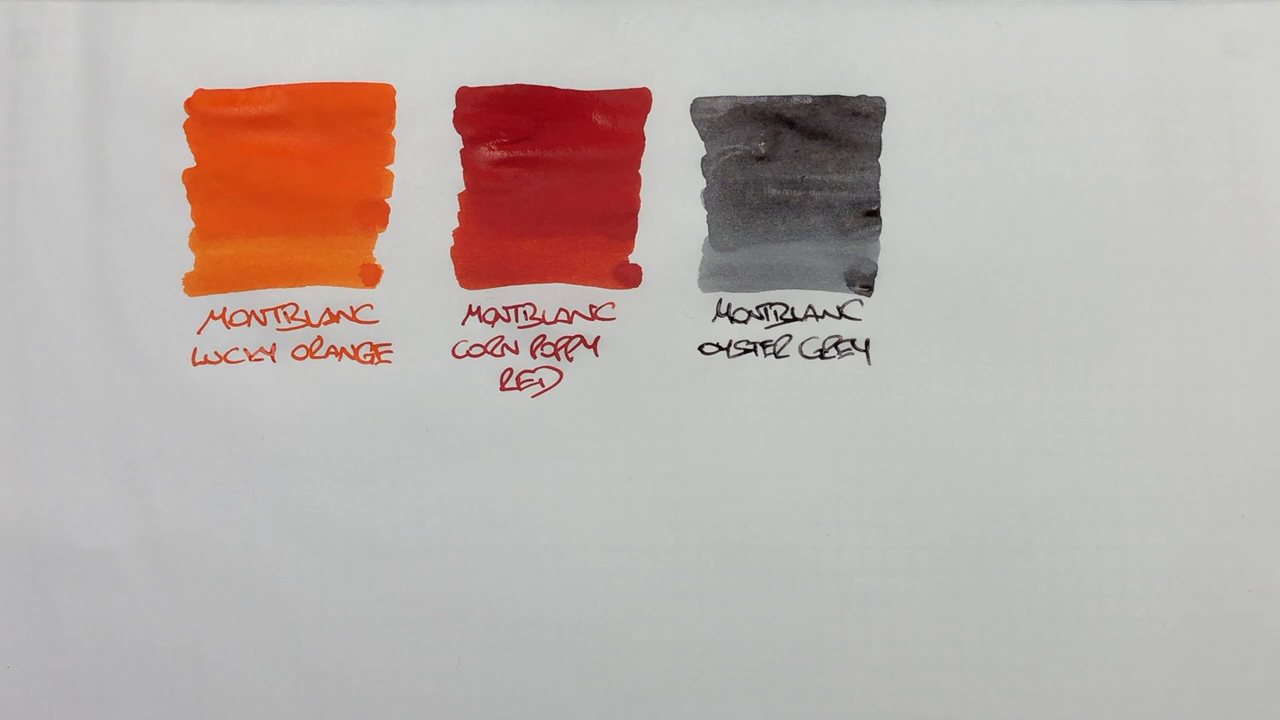 MONTBLANC
LUCKY ORANGE
MONTBLANC
CORN POPPY
RED
MONTBLANC
OYSTER GREY